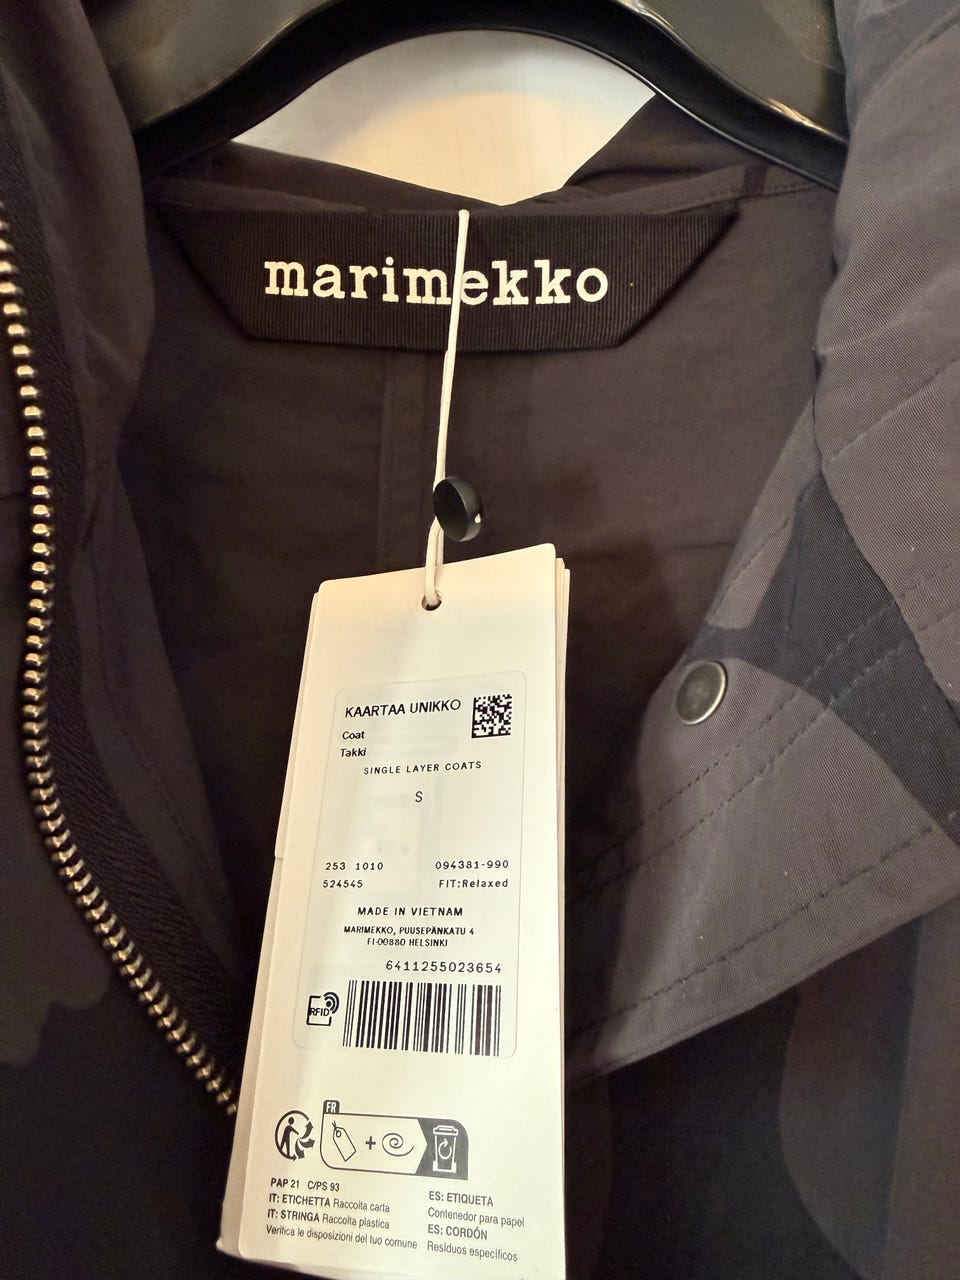 marimekko
KAARTAA UNIKKO
Coat
Takki
SINGLE LAYER COATS
S
253 1010 094381-990
524545 FIT:Relaxed
MADE IN VIETNAM
MARIMEKKO, PUUSEPÄNKATU 4
FI-00880 HELSINKI
6411255023654
RFID
FR
PAP 21 C/PS 93
IT: ETICHETTA Raccolta carta
IT: STRINGA Raccolta plastica
Verifica le disposizioni del tuo comune
ES: ETIQUETA
Contenedor para papel
ES: CORDÓN
Residuos específicos